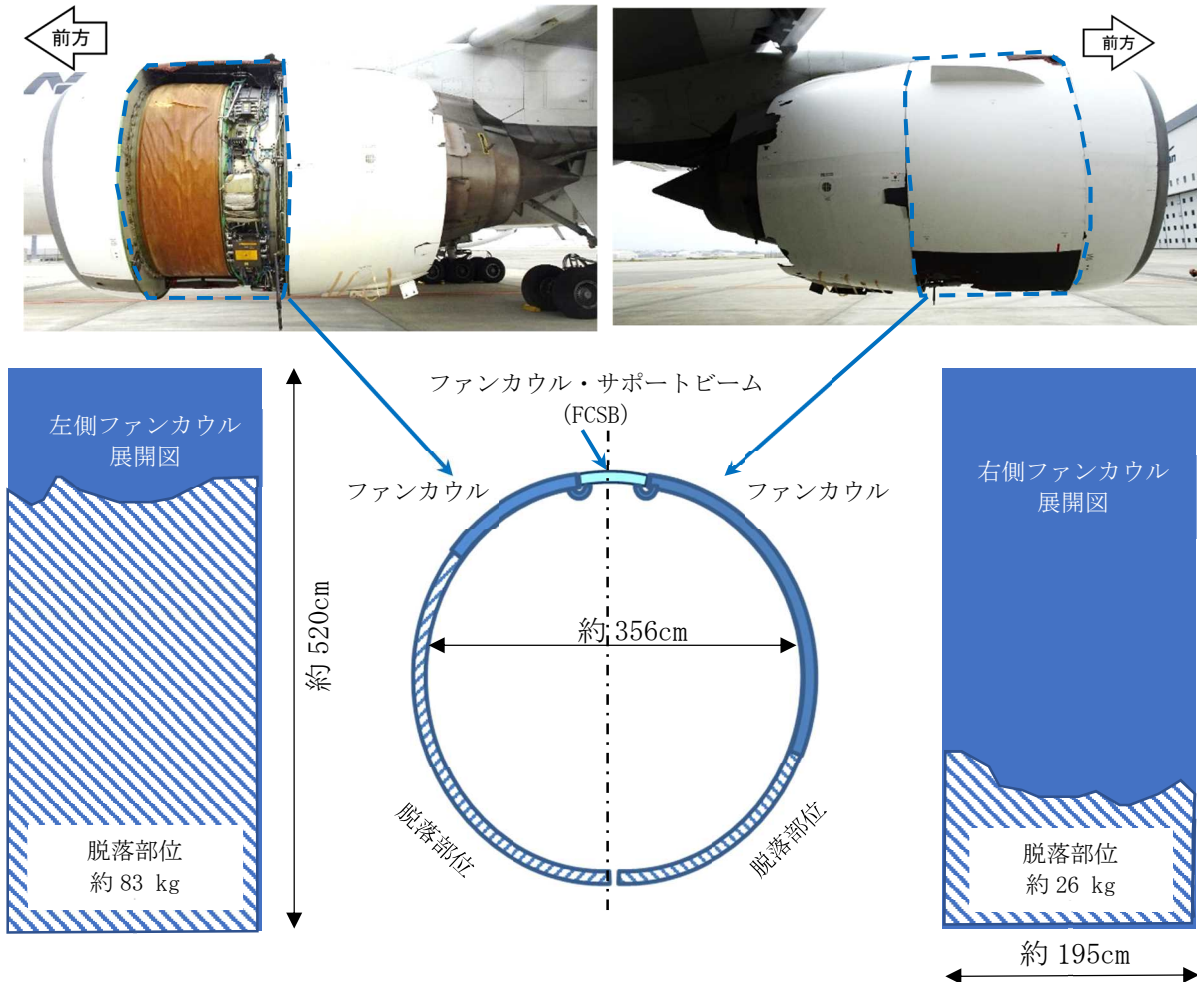 前方
前方
ファンカウル・サポートビーム
(FCSB)
左側ファンカウル
展開図
ファンカウル
ファンカウル
右側ファンカウル
展開図
約 520cm
約 356cm
脱落部位
約 83 kg
脱落部位
脱落部位
脱落部位
約 26 kg
約 195cm